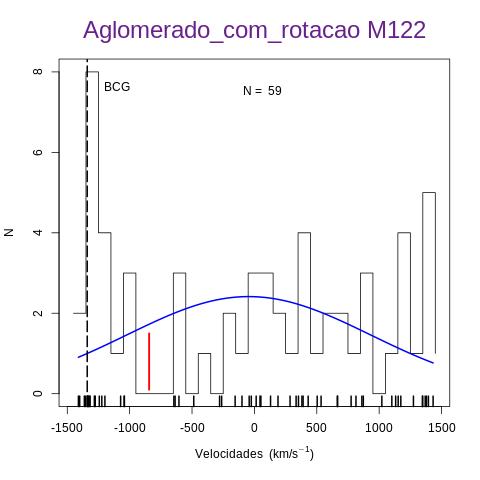 Aglomerado_com_rotacao M122
BCG
N = 59
8
6
4
2
0
N
-1500 -1000 -500 0 500 1000 1500
Velocidades (km/s⁻¹)